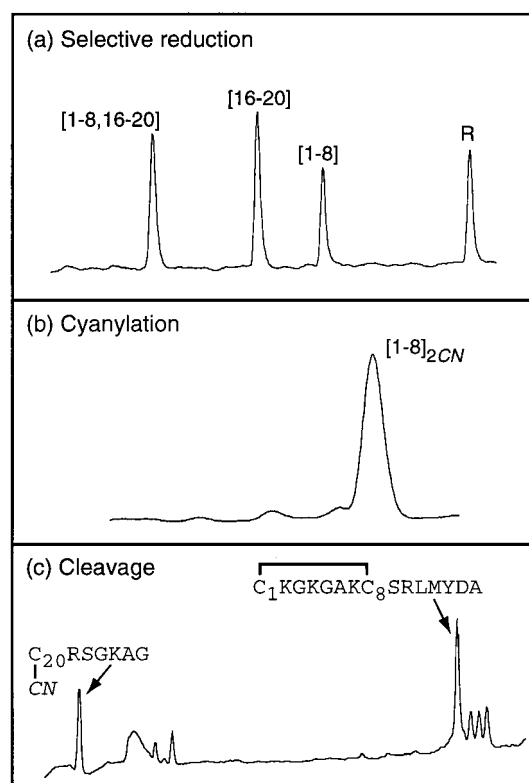 (a) Selective reduction
[1-8,16-20]
[16-20]
[1-8]
R
(b) Cyanylation
[1-8]2CN
(c) Cleavage
C1KGKGAKC8SRLMYDA
C20RSGKAG
CN